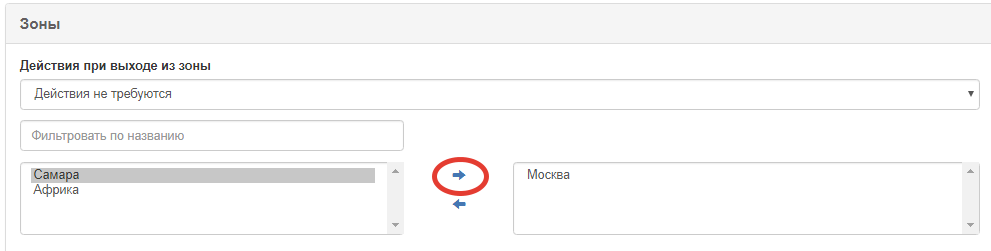 Зоны
Действия при выходе из зоны
Действия не требуются
Фильтровать по названию
Самара
Африка
Москва